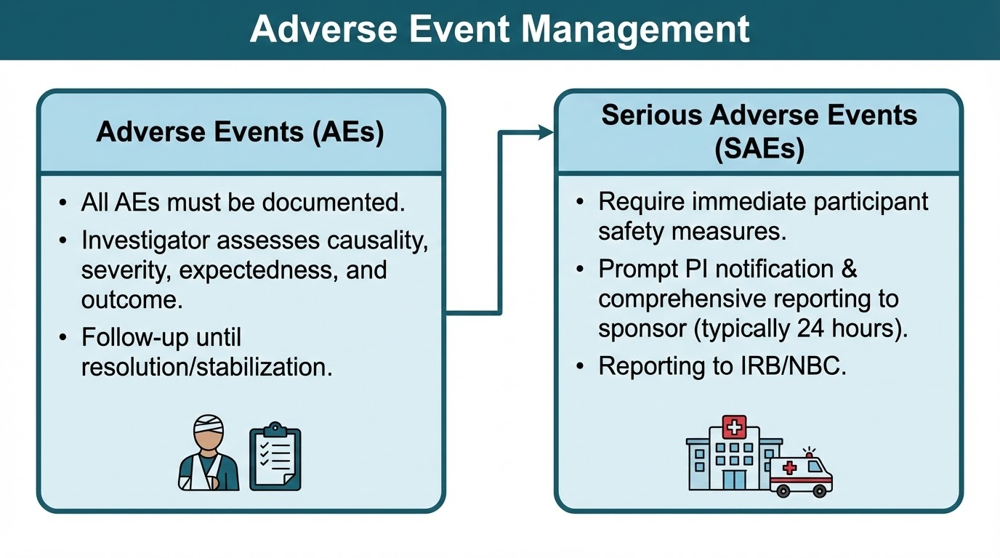 Adverse Event Management
Adverse Events (AEs)
• All AEs must be documented.
• Investigator assesses causality,
severity, expectedness, and
outcome.
• Follow-up until
resolution/stabilization.
Serious Adverse Events
(SAEs)
• Require immediate participant
safety measures.
• Prompt PI notification &
comprehensive reporting to
sponsor (typically 24 hours).
• Reporting to IRB/NBC.